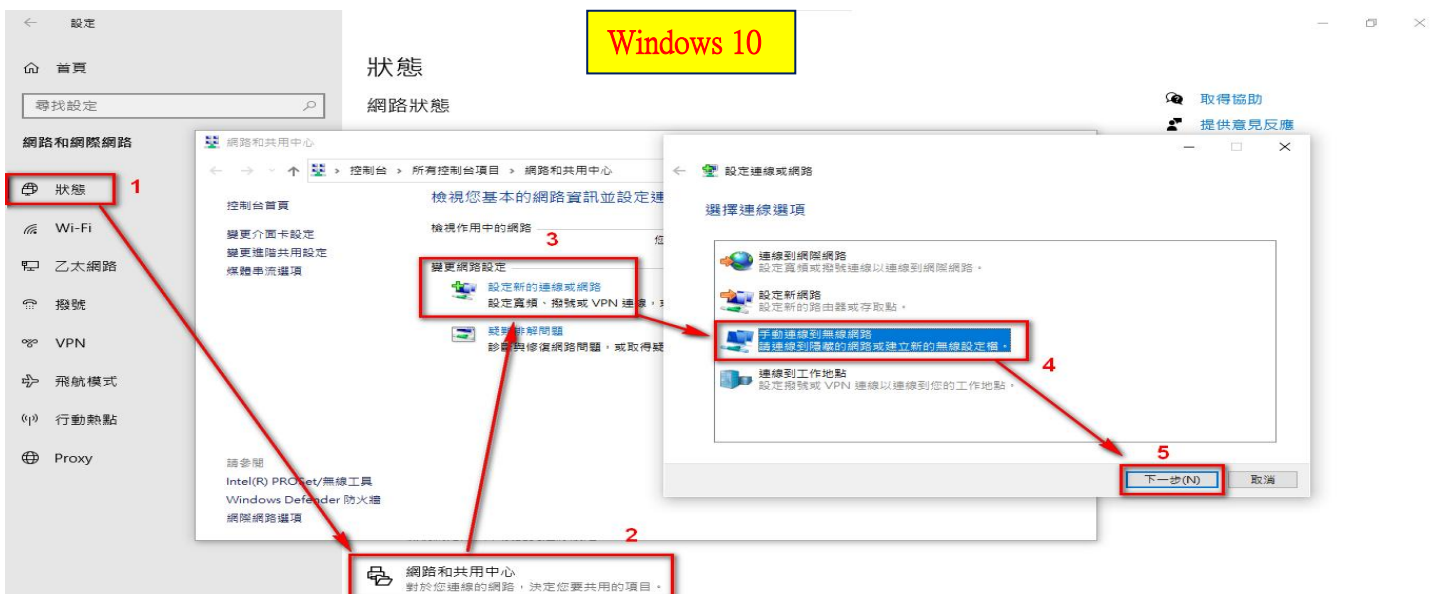 設定
Windows 10
首頁
尋找設定
網路和網際網路
狀態
1
Wi-Fi
乙太網路
撥號
VPN
飛航模式
行動熱點
Proxy
狀態
網路狀態
取得協助
提供意見反應
網路和共用中心
控制台 › 所有控制台項目 › 網路和共用中心
控制台首頁
變更介面卡設定
變更進階共用設定
媒體串流選項
請參閱
Intel(R) PROSet/無線工具
Windows Defender 防火牆
網際網路選項
檢視您基本的網路資訊並設定連
檢視作用中的網路
3
變更網路設定
設定新的連線或網路
設定寬頻、撥號或 VPN 連線，
疑難排解問題
診斷與修復網路問題，或取得疑
設定連線或網路
選擇連線選項
連線到網際網路
設定寬頻或撥號連線以連線到網際網路。
設定新網路
設定新的路由器或存取點。
手動連線到無線網路
請連線到隱藏的網路或建立新的無線設定檔。
4
連線到工作地點
設定撥號或 VPN 連線以連線到您的工作地點。
5
下一步(N)
取消
2
網路和共用中心
對於您連線的網路，決定您要共用的項目。